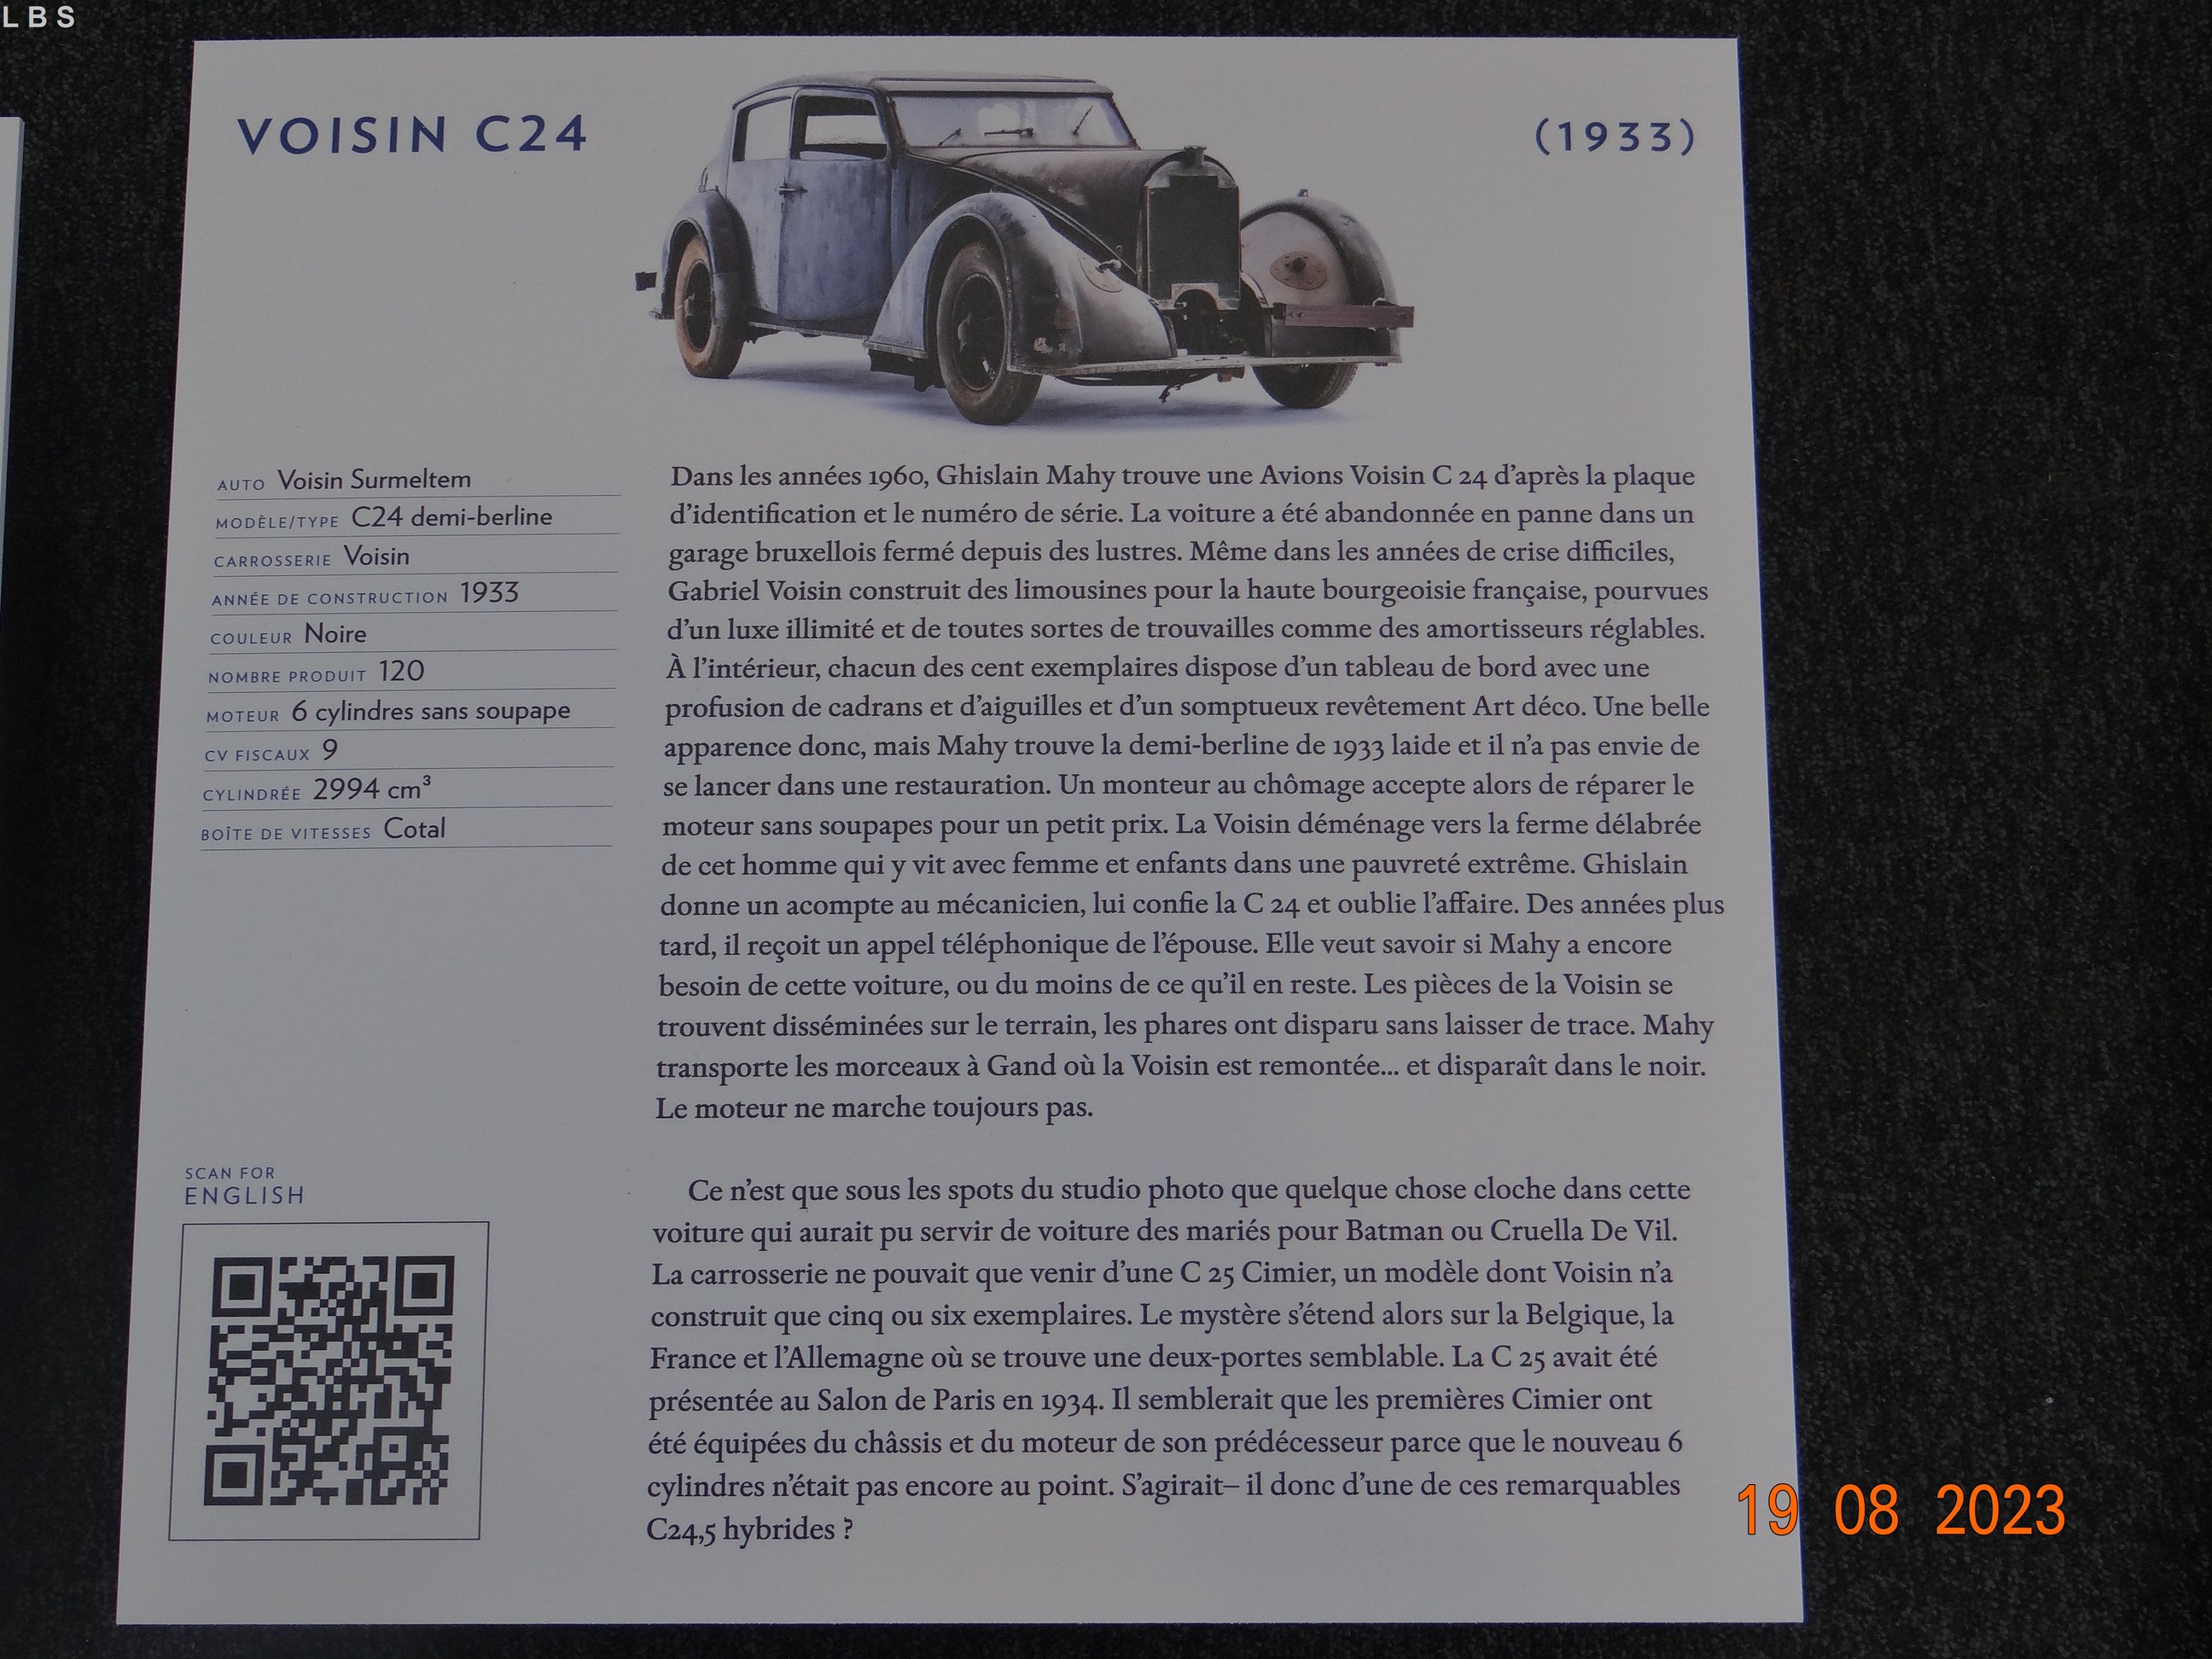 LBS
VOISIN C24
(1933)
AUTO Voisin Surmeltem
MODÈLE/TYPE C24 demi-berline
CARROSSERIE Voisin
ANNÉE DE CONSTRUCTION 1933
COULEUR Noire
NOMBRE PRODUIT 120
MOTEUR 6 cylindres sans soupape
CV FISCAUX 9
CYLINDRÉE 2994 cm³
BOÎTE DE VITESSES Cotal
Dans les années 1960, Ghislain Mahy trouve une Avions Voisin C 24 d'après la plaque
d'identification et le numéro de série. La voiture a été abandonnée en panne dans un
garage bruxellois fermé depuis des lustres. Même dans les années de crise difficiles,
Gabriel Voisin construit des limousines pour la haute bourgeoisie française, pourvues
d'un luxe illimité et de toutes sortes de trouvailles comme des amortisseurs réglables.
À l'intérieur, chacun des cent exemplaires dispose d'un tableau de bord avec une
profusion de cadrans et d'aiguilles et d'un somptueux revêtement Art déco. Une belle
apparence donc, mais Mahy trouve la demi-berline de 1933 laide et il n'a pas envie de
se lancer dans une restauration. Un monteur au chômage accepte alors de réparer le
moteur sans soupapes pour un petit prix. La Voisin déménage vers la ferme délabrée
de cet homme qui y vit avec femme et enfants dans une pauvreté extrême. Ghislain
donne un acompte au mécanicien, lui confie la C 24 et oublie l'affaire. Des années plus
tard, il reçoit un appel téléphonique de l'épouse. Elle veut savoir si Mahy a encore
besoin de cette voiture, ou du moins de ce qu'il en reste. Les pièces de la Voisin se
trouvent disséminées sur le terrain, les phares ont disparu sans laisser de trace. Mahy
transporte les morceaux à Gand où la Voisin est remontée... et disparaît dans le noir.
Le moteur ne marche toujours pas.
Ce n'est que sous les spots du studio photo que quelque chose cloche dans cette
voiture qui aurait pu servir de voiture des mariés pour Batman ou Cruella De Vil.
La carrosserie ne pouvait que venir d'une C 25 Cimier, un modèle dont Voisin n'a
construit que cinq ou six exemplaires. Le mystère s'étend alors sur la Belgique, la
France et l'Allemagne où se trouve une deux-portes semblable. La C 25 avait été
présentée au Salon de Paris en 1934. Il semblerait que les premières Cimier ont
été équipées du châssis et du moteur de son prédécesseur parce que le nouveau 6
cylindres n'était pas encore au point. S'agirait– il donc d'une de ces remarquables
C24,5 hybrides ?
SCAN FOR
ENGLISH
19 08 2023